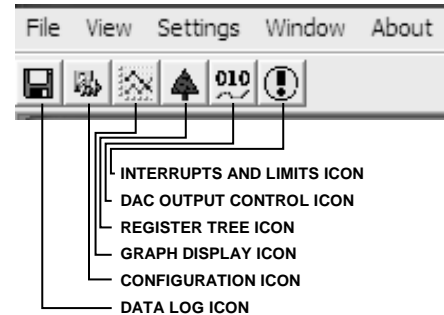 File View Settings Window About
010
INTERRUPTS AND LIMITS ICON
DAC OUTPUT CONTROL ICON
REGISTER TREE ICON
GRAPH DISPLAY ICON
CONFIGURATION ICON
DATA LOG ICON